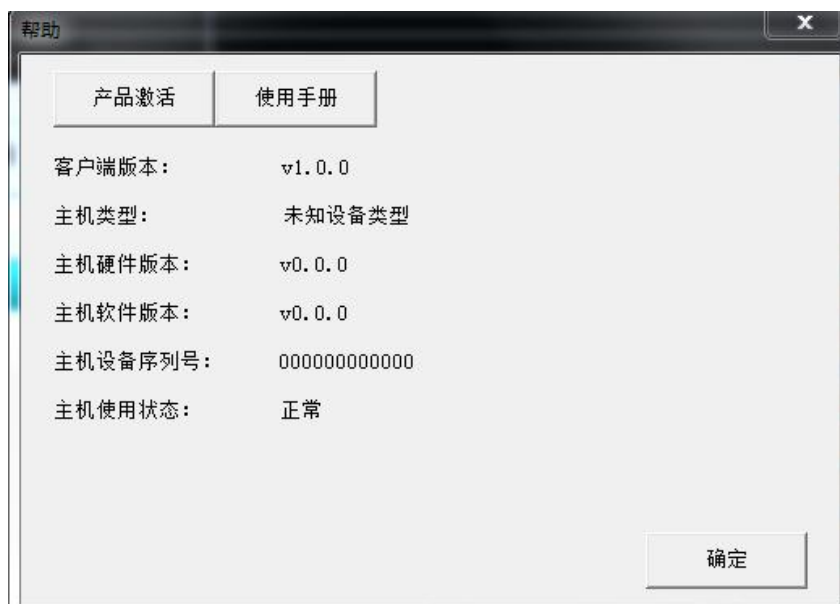 帮助
产品激活 使用手册
客户端版本: v1.0.0
主机类型: 未知设备类型
主机硬件版本: v0.0.0
主机软件版本: v0.0.0
主机设备序列号: 000000000000
主机使用状态: 正常
确定